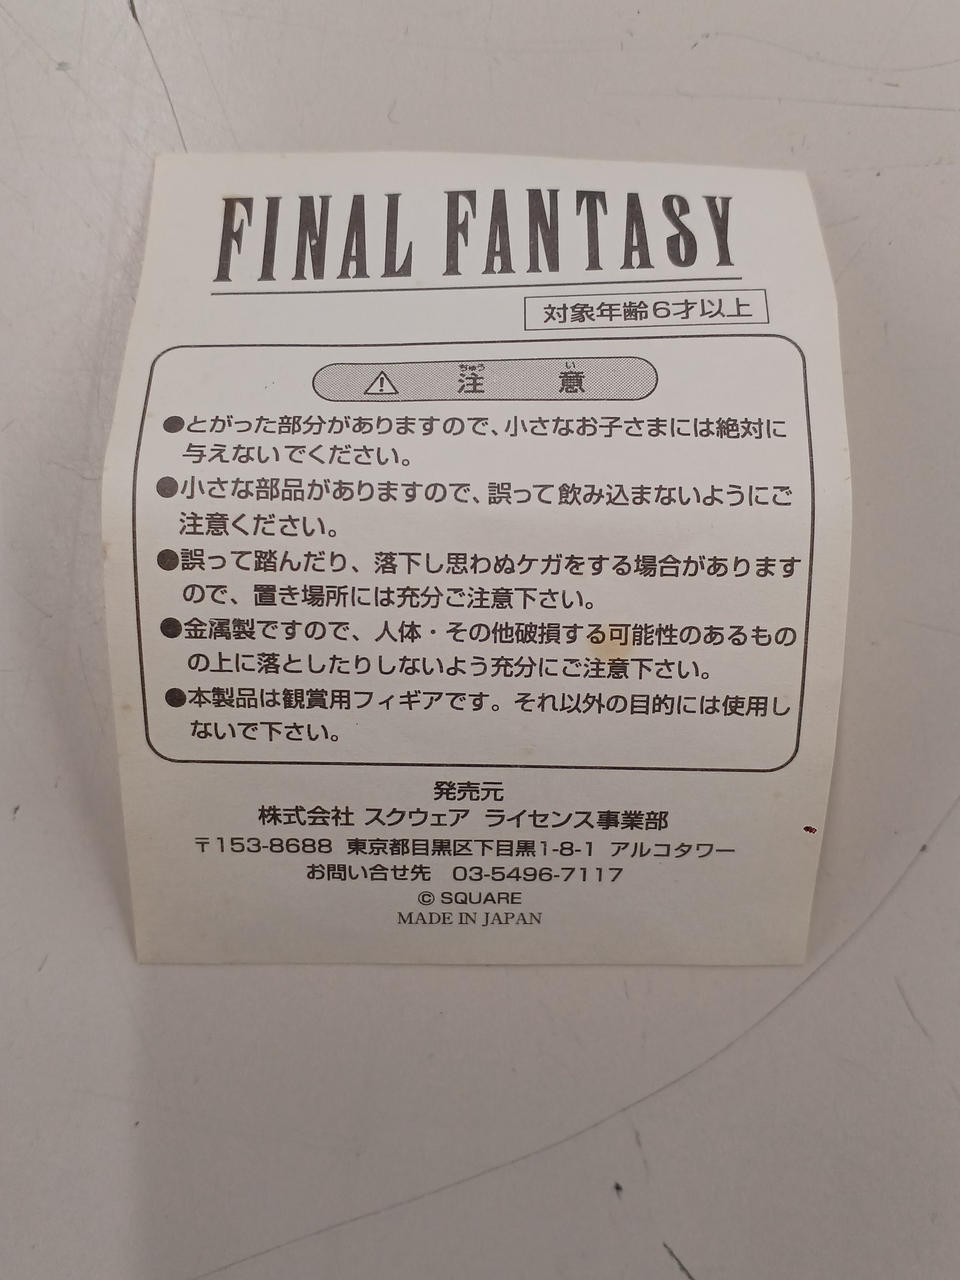 FINAL FANTASY
対象年齢6才以上
ちゅう い
⚠ 注 意
●とがった部分がありますので、小さなお子さまには絶対に
与えないでください。
●小さな部品がありますので、誤って飲み込まないようにご
注意ください。
●誤って踏んだり、落下し思わぬケガをする場合があります
ので、置き場所には充分ご注意下さい。
●金属製ですので、人体・その他破損する可能性のあるもの
の上に落としたりしないよう充分にご注意下さい。
●本製品は観賞用フィギアです。それ以外の目的には使用し
ないで下さい。
発売元
株式会社 スクウェア ライセンス事業部
〒153-8688 東京都目黒区下目黒1-8-1 アルコタワー
お問い合せ先 03-5496-7117
© SQUARE
MADE IN JAPAN